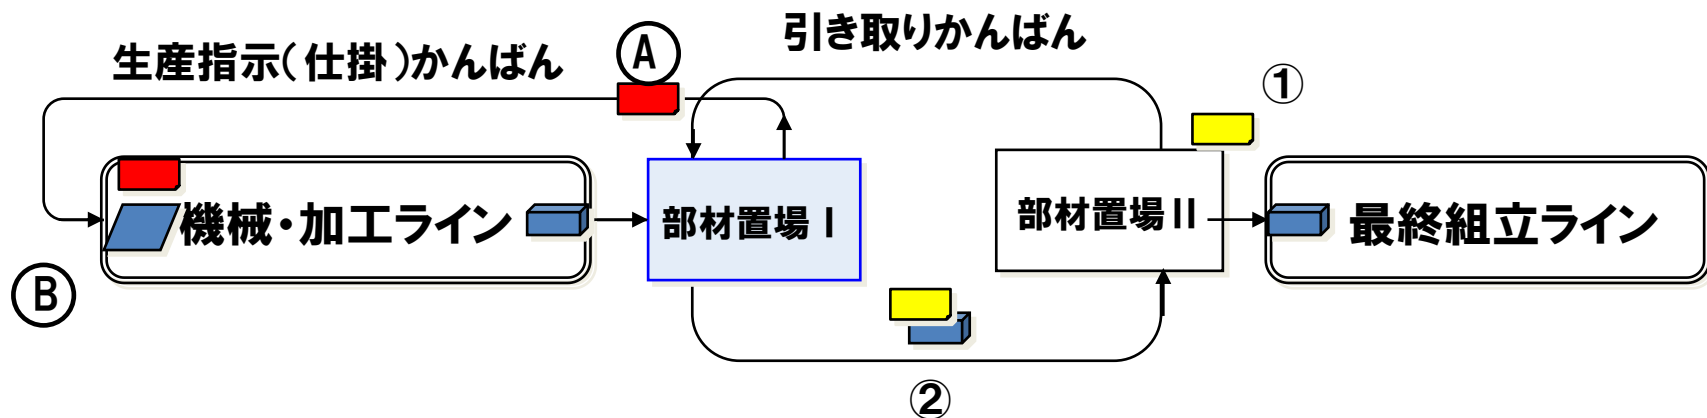 引き取りかんばん
生産指示(仕掛)かんばん
Ⓐ
①
機械・加工ライン
部材置場Ⅰ
部材置場Ⅱ
最終組立ライン
Ⓑ
②